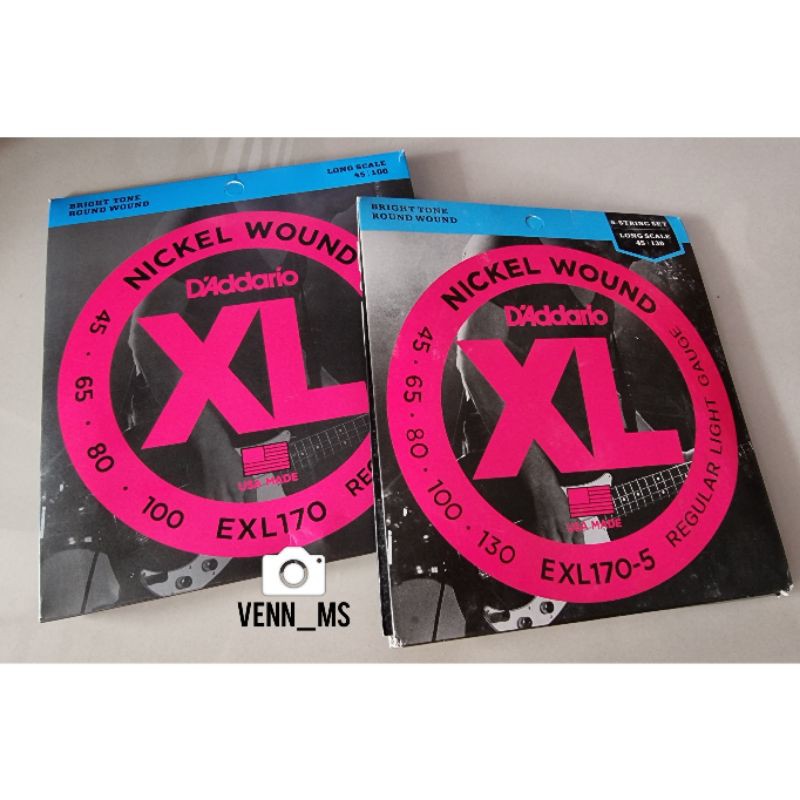 BRIGHT TONE
ROUND WOUND
LONG SCALE
45 - 100
NICKEL WOUND
D'Addario
XL
USA MADE
45 · 65 · 80 · 100
EXL170
RE
BRIGHT TONE
ROUND WOUND
5-STRING SET
LONG SCALE
45 - 130
NICKEL WOUND
D'Addario
XL
USA MADE
45 · 65 · 80 · 100 · 130
EXL170-5
REGULAR LIGHT GAUGE
VENN_MS